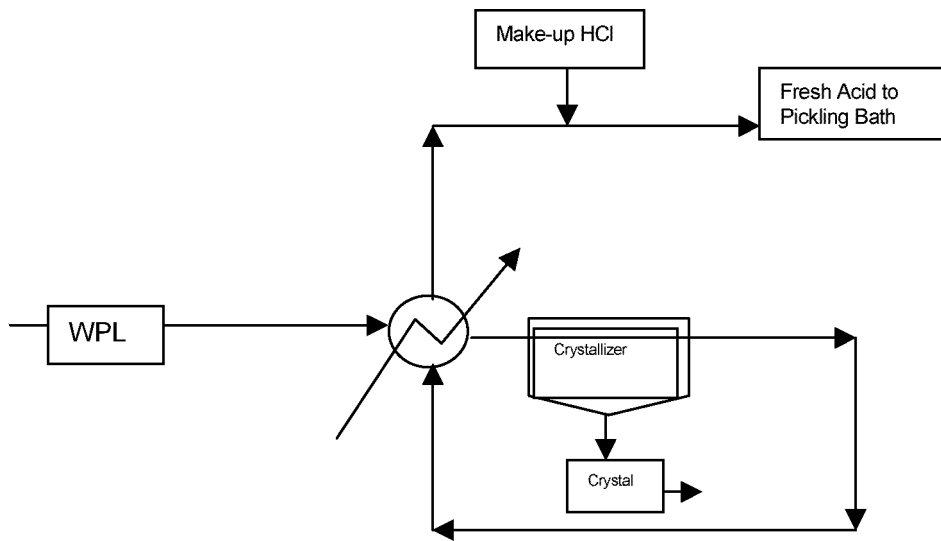 Make-up HCl
Fresh Acid to
Pickling Bath
WPL
Crystallizer
Crystal